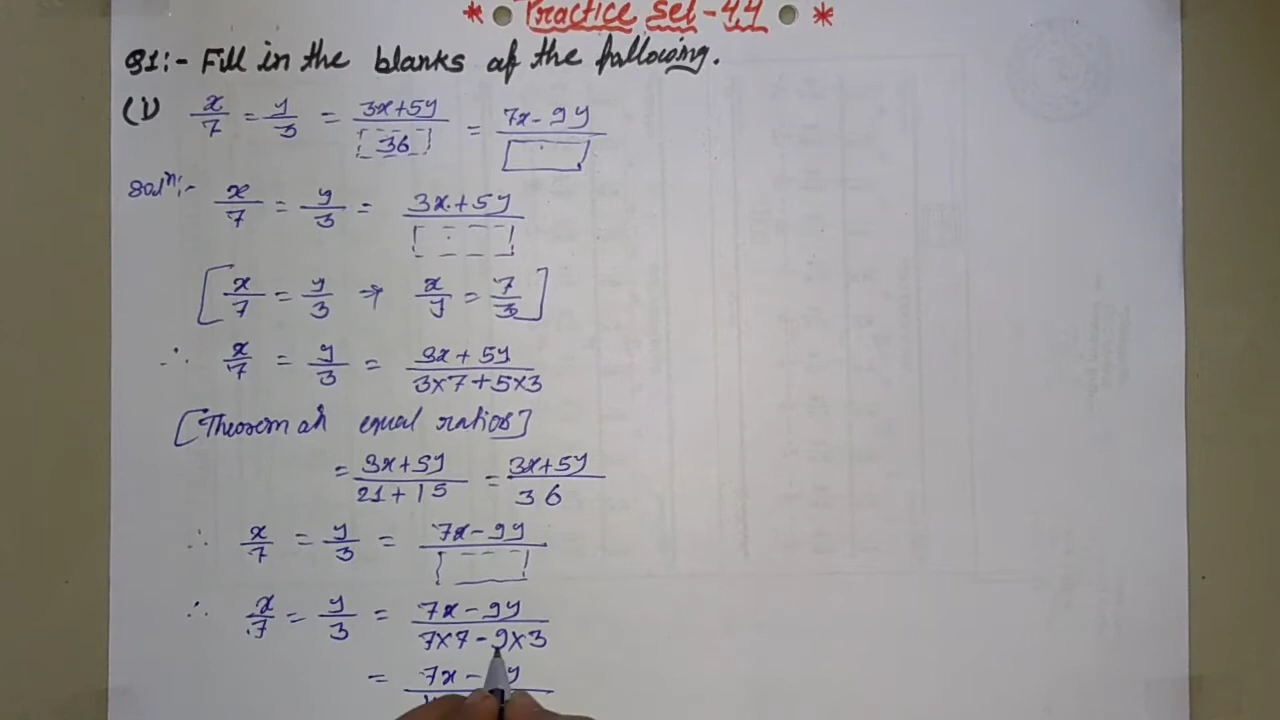 * Practice Set-4.4 *
Q1:- Fill in the blanks of the following.
(1) x/7 = y/3 = 3x+5y/[36] = 7x-9y/[ ]
Solⁿ:- x/7 = y/3 = 3x+5y/[ ]
[x/7 = y/3 → x/y = 7/3]
∴ x/7 = y/3 = 3x+5y/3×7+5×3
[Theorem of equal ratios]
= 3x+5y/21+15 = 3x+5y/36
∴ x/7 = y/3 = 7x-9y/[ ]
∴ x/7 = y/3 = 7x-9y/7×7-9×3
= 7x- y